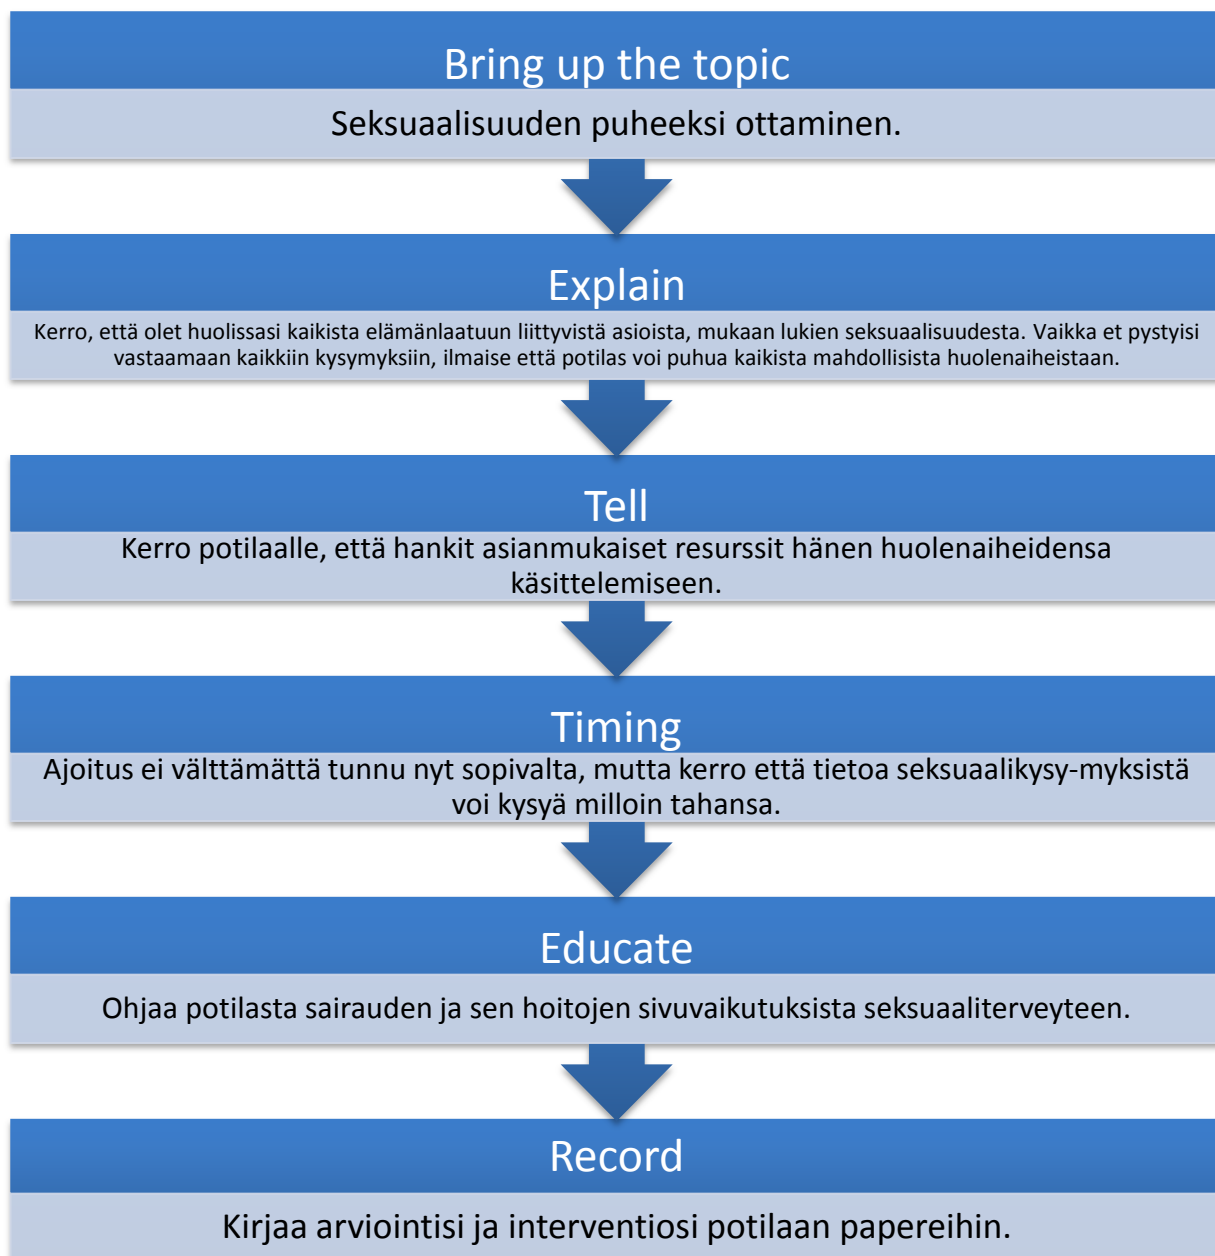 Bring up the topic
Seksuaalisuuden puheeksi ottaminen.
Explain
Kerro, että olet huolissasi kaikista elämänlaatuun liittyvistä asioista, mukaan lukien seksuaalisuudesta. Vaikka et pystyisi
vastaamaan kaikkiin kysymyksiin, ilmaise että potilas voi puhua kaikista mahdollisista huolenaiheistaan.
Tell
Kerro potilaalle, että hankit asianmukaiset resurssit hänen huolenaiheidensa
käsittelemiseen.
Timing
Ajoitus ei välttämättä tunnu nyt sopivalta, mutta kerro että tietoa seksuaalikysy-myksistä
voi kysyä milloin tahansa.
Educate
Ohjaa potilasta sairauden ja sen hoitojen sivuvaikutuksista seksuaaliterveyteen.
Record
Kirjaa arviointisi ja interventiosi potilaan papereihin.